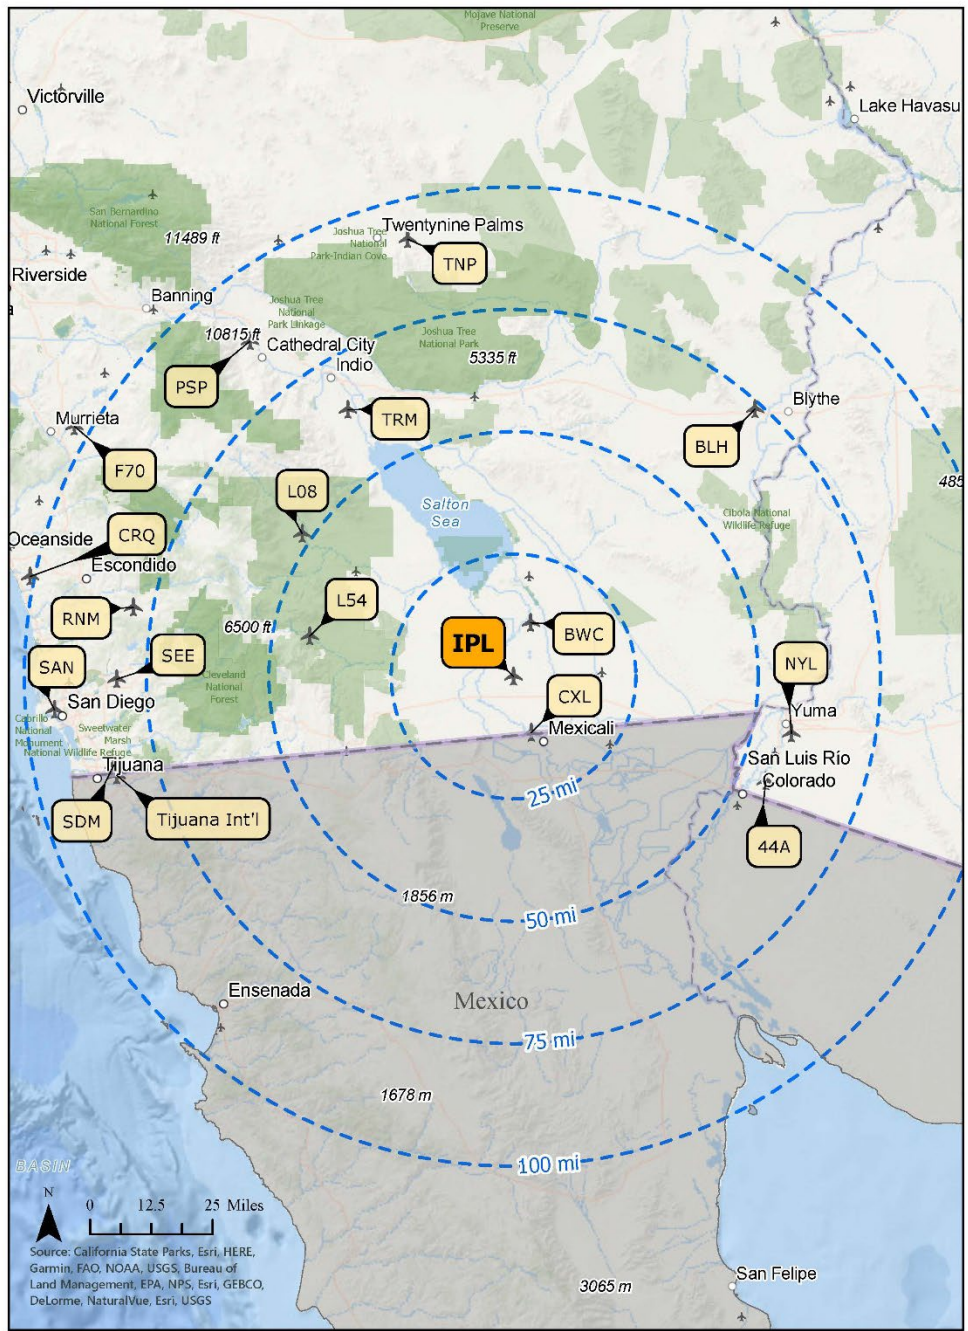 Mojave National
Preserve
Victorville
Lake Havasu
San Bernardino
National Forest
11489 ft
Twentynine Palms
Joshua Tree
National
Park-Indian Cove
TNP
Riverside
Banning
Joshua Tree
National
Park Linkage
10815 ft
Cathedral City
Indio
Joshua Tree
National Park
5335 ft
PSP
TRM
Blythe
BLH
Murrieta
F70
L08
Salton
Sea
485
Cibola National
Wildlife Refuge
CRQ
Oceanside
Escondido
L54
RNM
6500 ft
BWC
IPL
SEE
SAN
NYL
Cleveland
National
Forest
CXL
San Diego
Yuma
Cabrillo
National
Monument
Sweetwater
Marsh
National Wildlife Refuge
Mexicali
Tijuana
San Luis Río
Colorado
25 mi
SDM
Tijuana Int'l
44A
1856 m
50 mi
Ensenada
Mexico
75 mi
1678 m
100 mi
BASIN
N
0 12.5 25 Miles
Source: California State Parks, Esri, HERE,
Garmin, FAO, NOAA, USGS, Bureau of
Land Management, EPA, NPS, Esri, GEBCO,
DeLorme, NaturalVue, Esri, USGS
San Felipe
3065 m